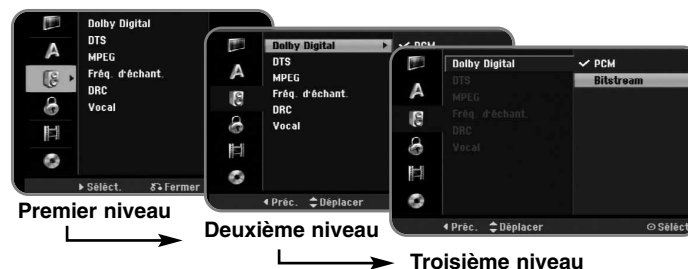 Dolby Digital
DTS
MPEG
Fréq. d'échant.
DRC
Vocal
Séléct. Fermer
Premier niveau
Dolby Digital PCM
DTS
MPEG
Fréq. d'échant.
DRC
Vocal
Préc. Déplacer
Deuxième niveau
Dolby Digital PCM
DTS Bitstream
MPEG
Fréq. d'échant.
DRC
Vocal
Préc. Déplacer Séléct
Troisième niveau